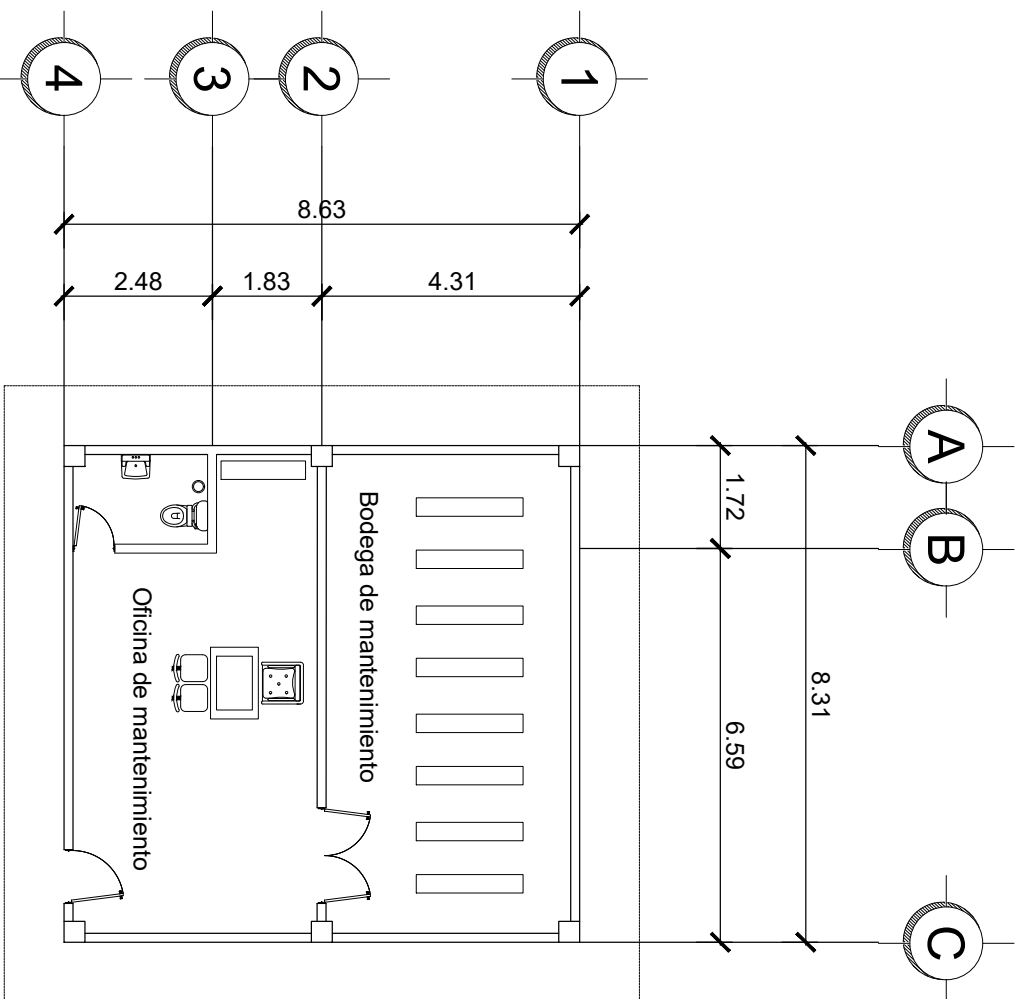 4
3
2
1
8.63
2.48
1.83
4.31
A
B
C
1.72
6.59
8.31
Bodega de mantenimiento
Oficina de mantenimiento